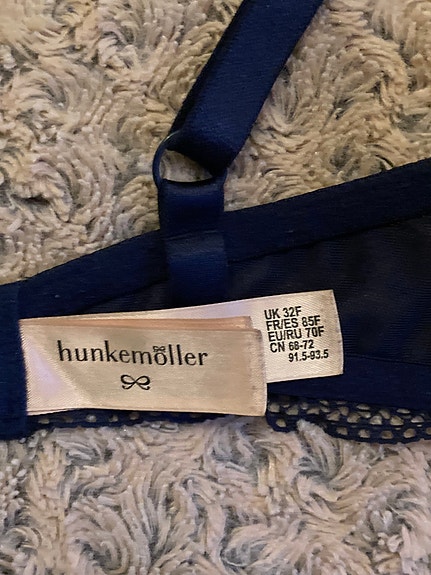 hunkemöller
UK 32F
FR/ES 85F
EU/RU 70F
CN 68-72
91.5-93.5